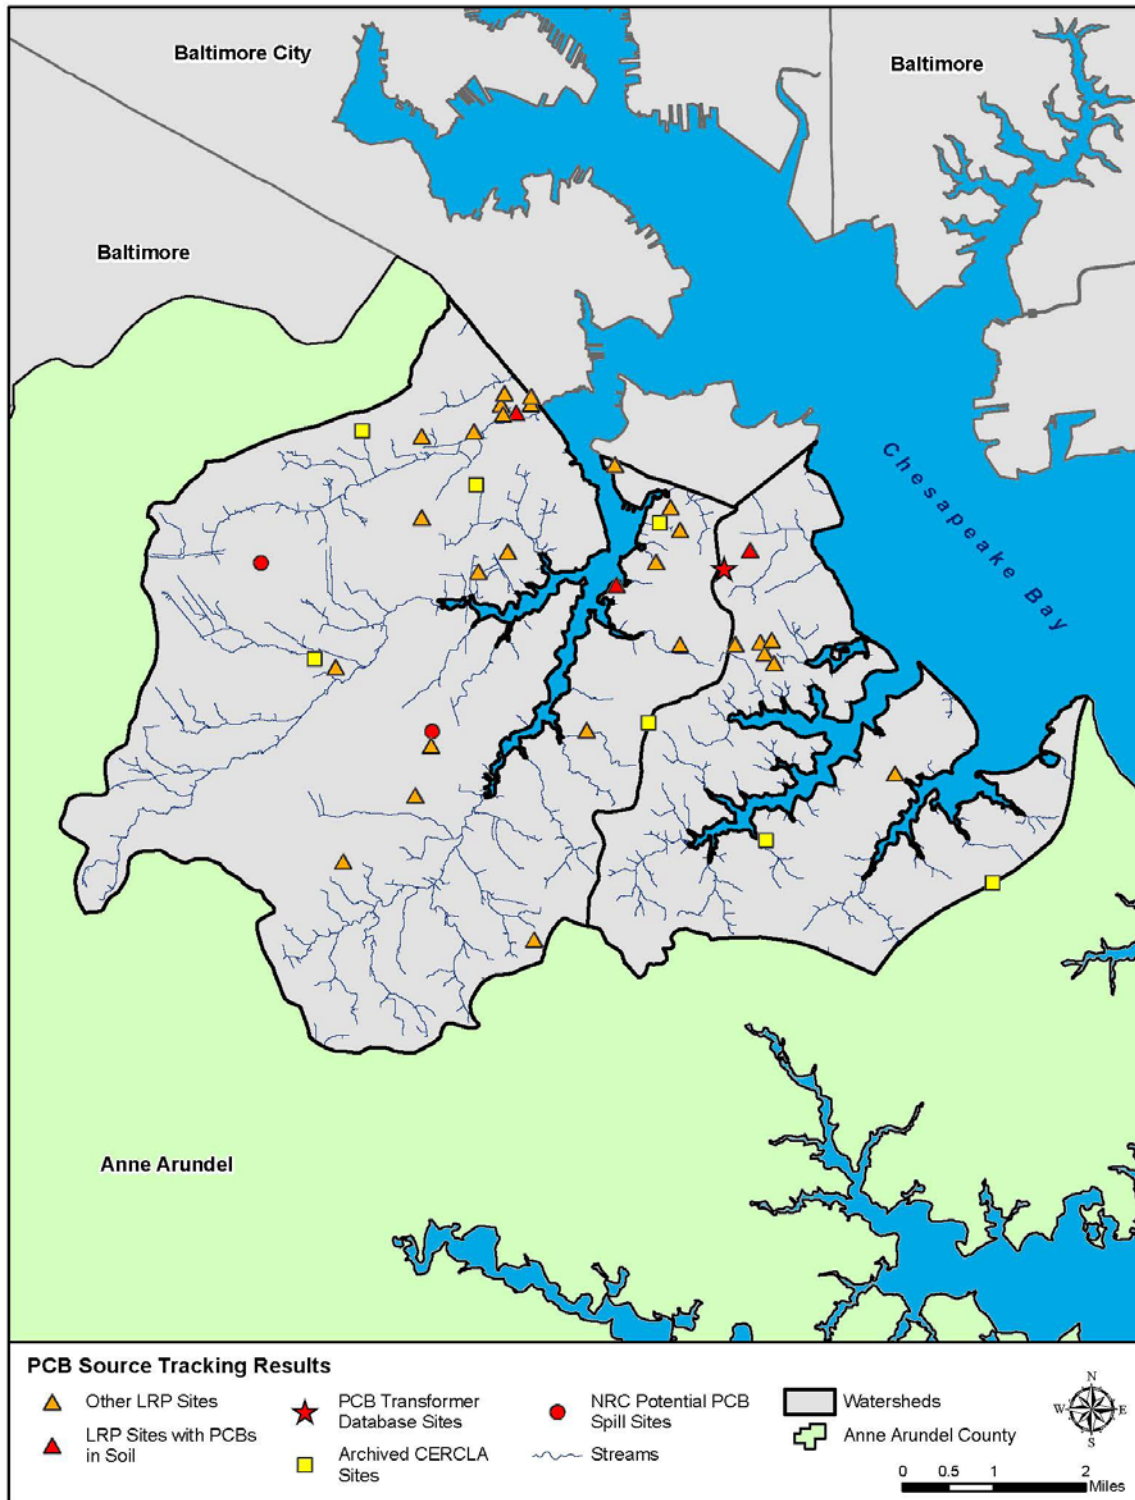 Baltimore City
Baltimore
Baltimore
Chesapeake Bay
Anne Arundel
PCB Source Tracking Results
Other LRP Sites
LRP Sites with PCBs
in Soil
PCB Transformer
Database Sites
Archived CERCLA
Sites
NRC Potential PCB
Spill Sites
Streams
Watersheds
Anne Arundel County
N
W E
S
0 0.5 1 2
Miles